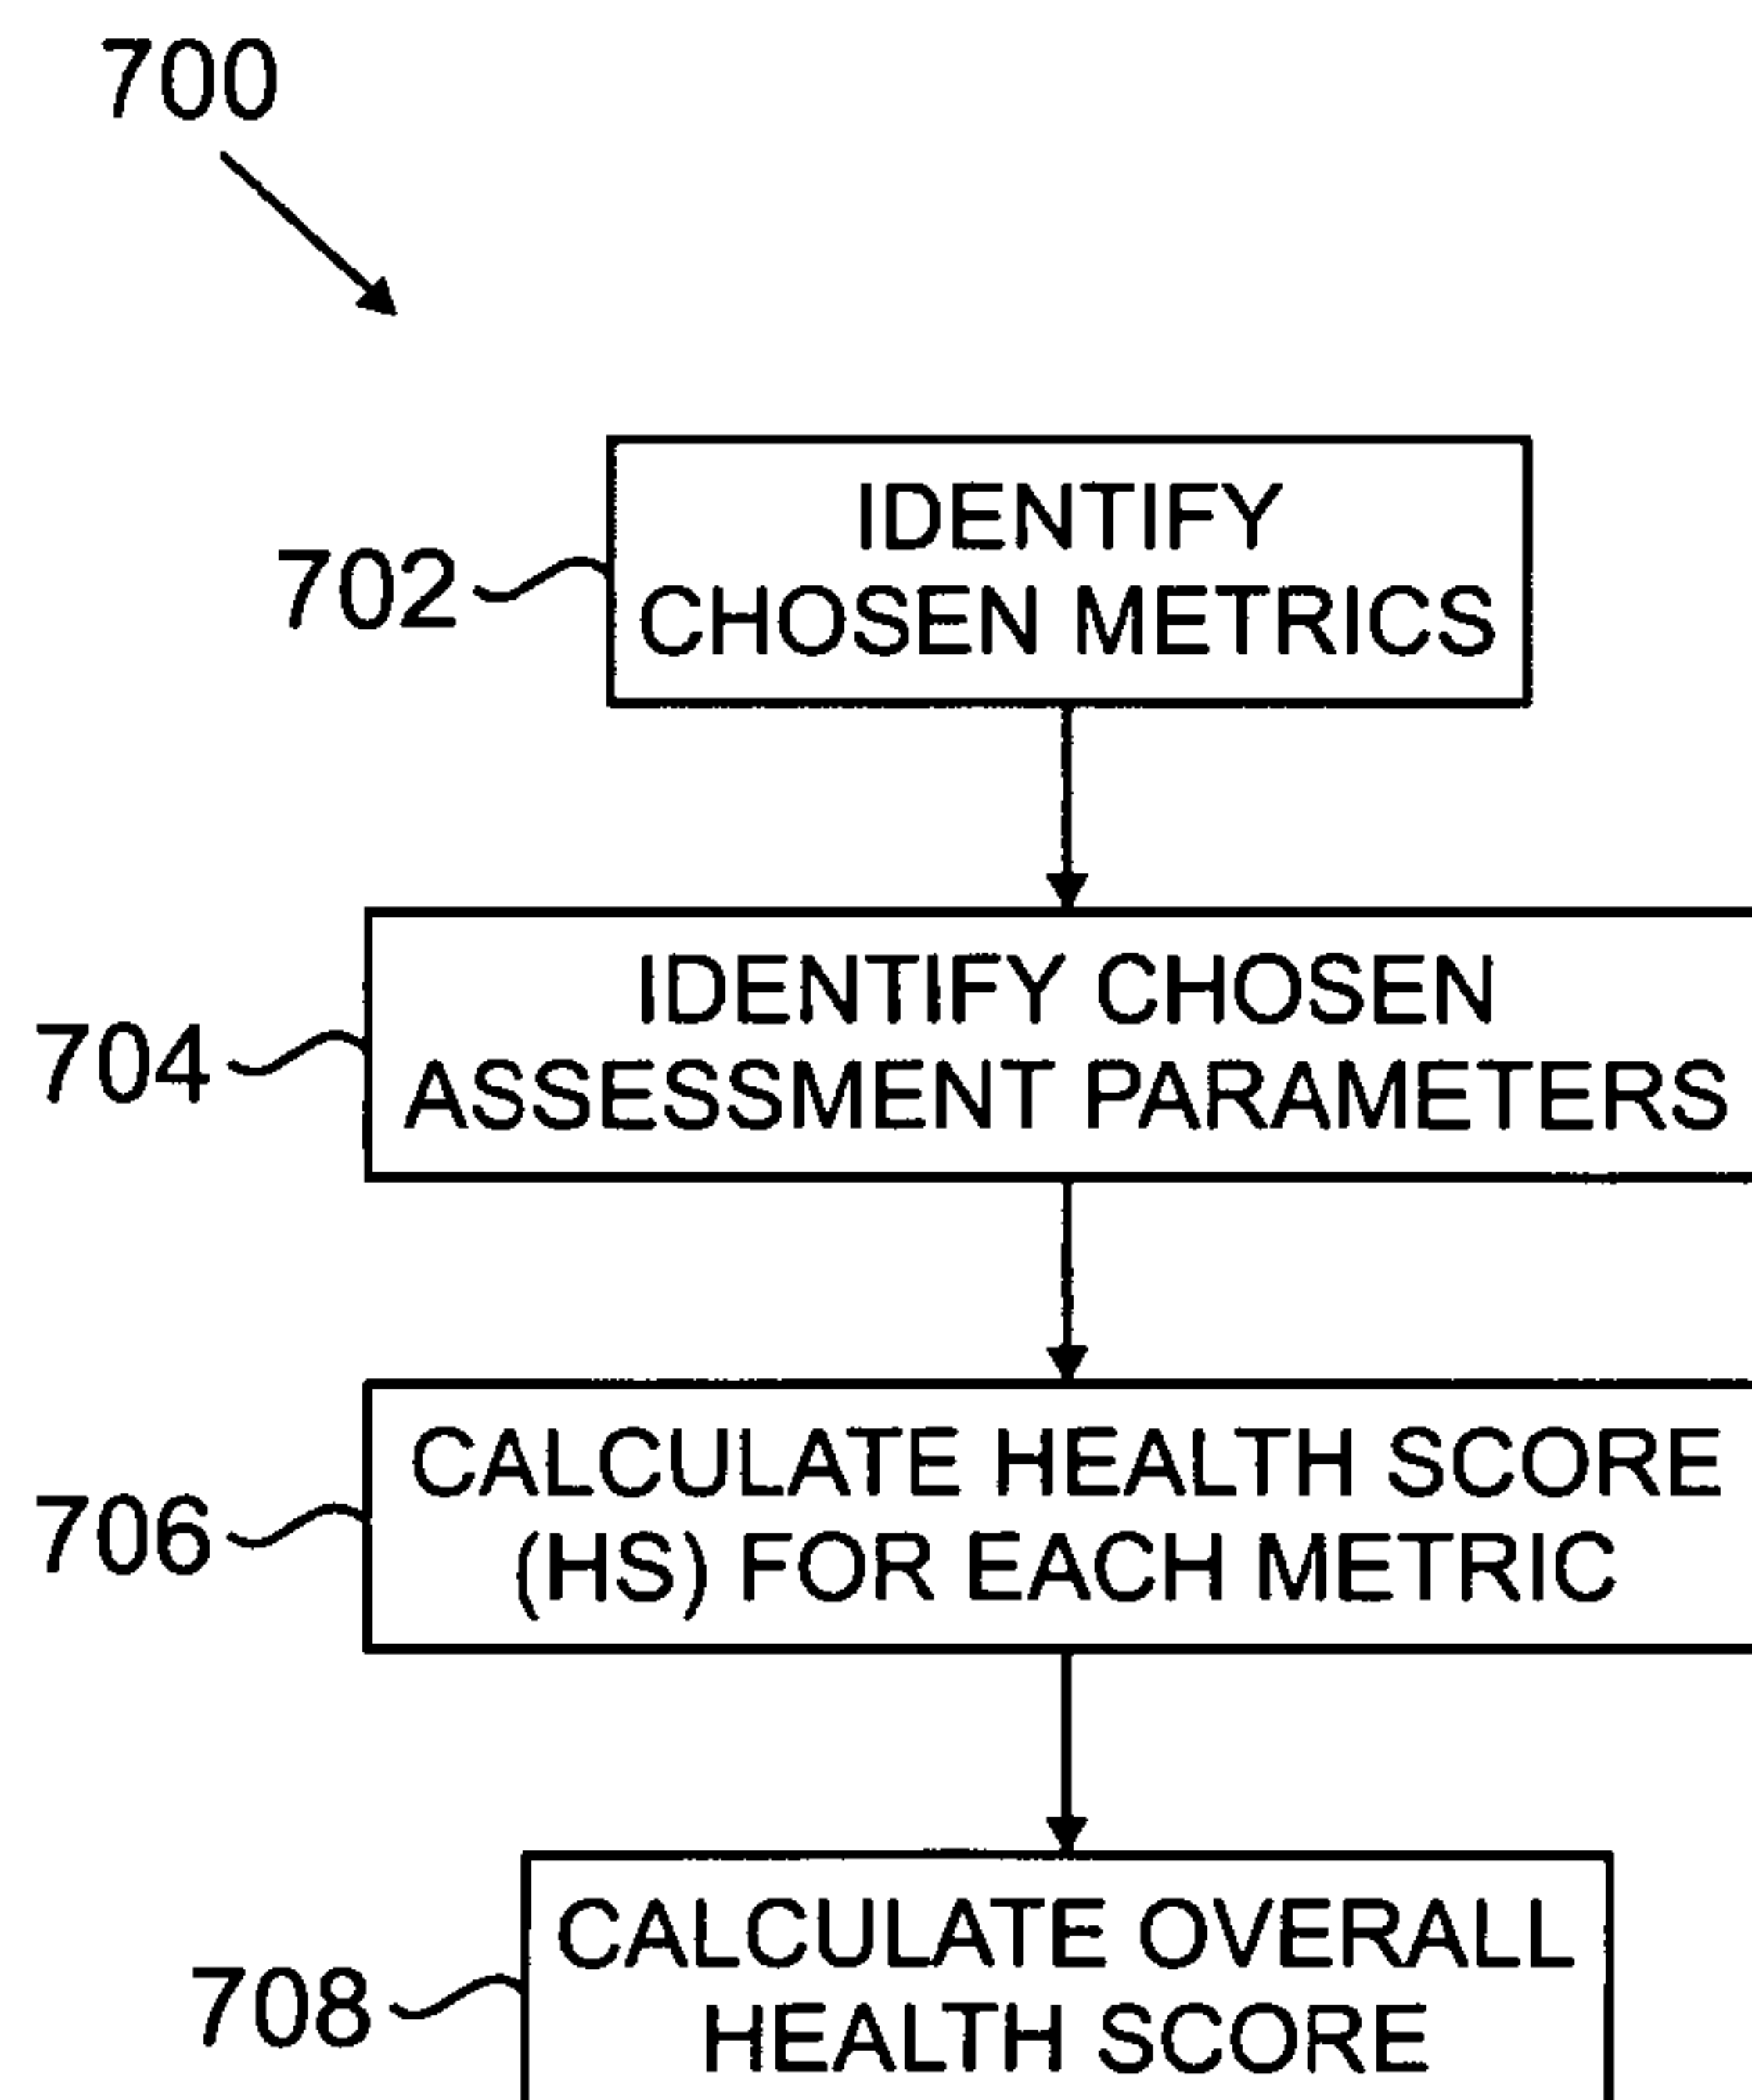 700
702
IDENTIFY
CHOSEN METRICS
704
IDENTIFY CHOSEN
ASSESSMENT PARAMETERS
706
CALCULATE HEALTH SCORE
(HS) FOR EACH METRIC
708
CALCULATE OVERALL
HEALTH SCORE